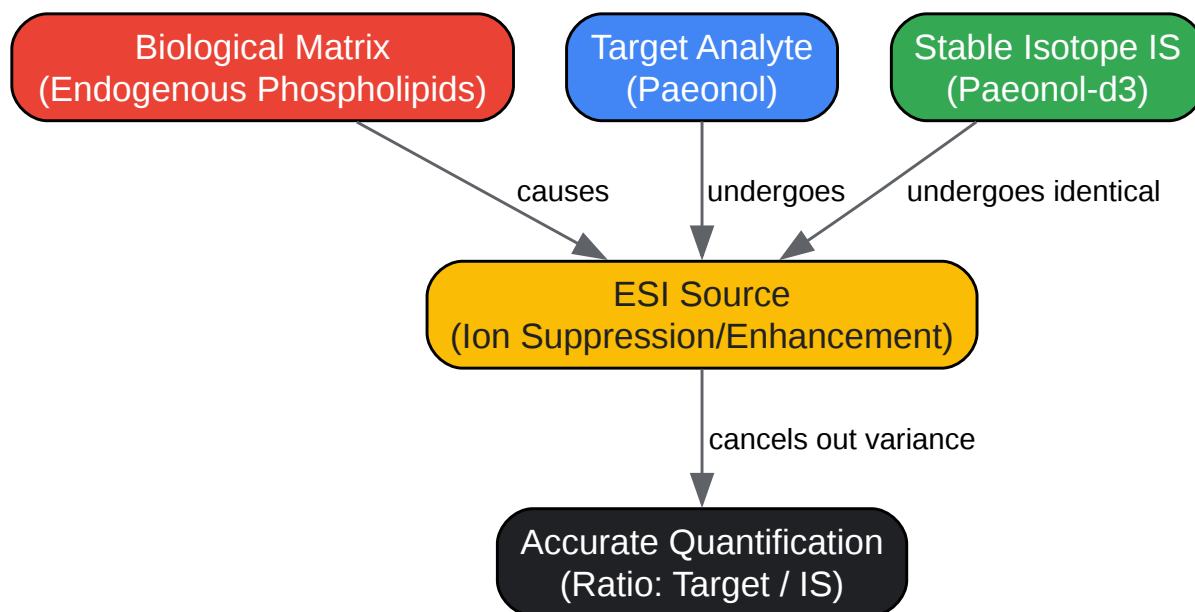 Biological Matrix
(Endogenous Phospholipids)
Target Analyte
(Paeonol)
Stable Isotope IS
(Paeonol-d3)
causes
undergoes
undergoes identical
ESI Source
(Ion Suppression/Enhancement)
cancels out variance
Accurate Quantification
(Ratio: Target / IS)